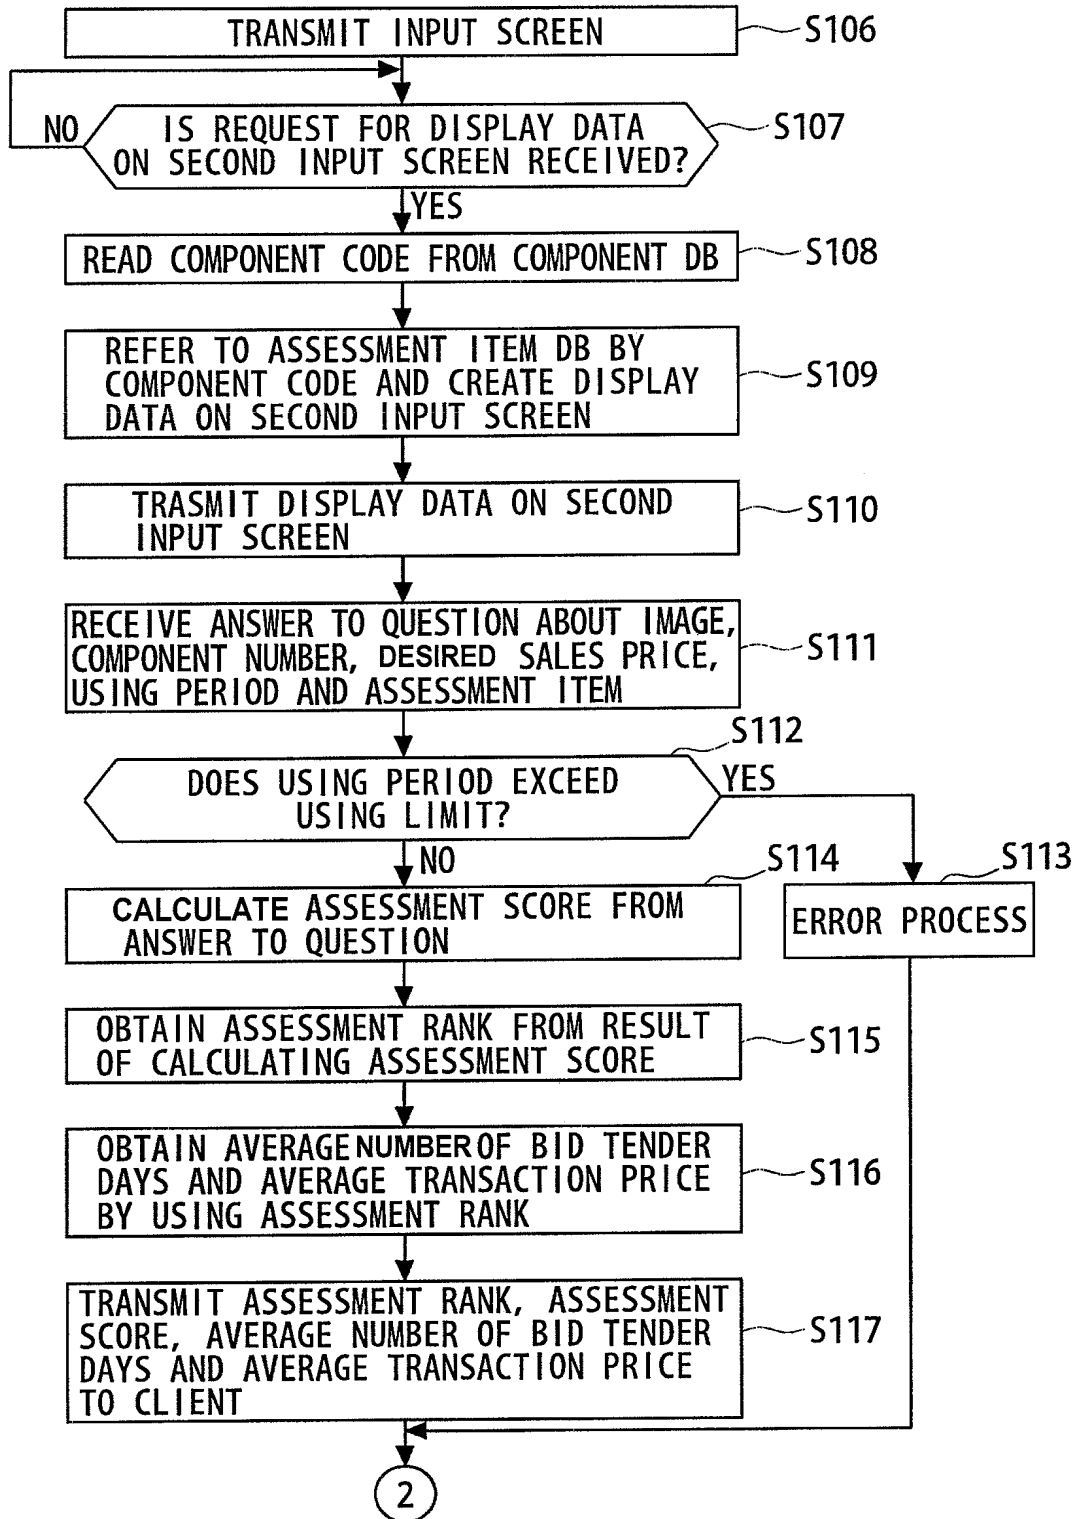 TRANSMIT INPUT SCREEN
S106
NO
IS REQUEST FOR DISPLAY DATA
ON SECOND INPUT SCREEN RECEIVED?
S107
YES
READ COMPONENT CODE FROM COMPONENT DB
S108
REFER TO ASSESSMENT ITEM DB BY
COMPONENT CODE AND CREATE DISPLAY
DATA ON SECOND INPUT SCREEN
S109
TRASMIT DISPLAY DATA ON SECOND
INPUT SCREEN
S110
RECEIVE ANSWER TO QUESTION ABOUT IMAGE,
COMPONENT NUMBER, DESIRED SALES PRICE,
USING PERIOD AND ASSESSMENT ITEM
S111
S112
DOES USING PERIOD EXCEED
USING LIMIT?
YES
NO
S114
S113
CALCULATE ASSESSMENT SCORE FROM
ANSWER TO QUESTION
ERROR PROCESS
OBTAIN ASSESSMENT RANK FROM RESULT
OF CALCULATING ASSESSMENT SCORE
S115
OBTAIN AVERAGE NUMBER OF BID TENDER
DAYS AND AVERAGE TRANSACTION PRICE
BY USING ASSESSMENT RANK
S116
TRANSMIT ASSESSMENT RANK, ASSESSMENT
SCORE, AVERAGE NUMBER OF BID TENDER
DAYS AND AVERAGE TRANSACTION PRICE
TO CLIENT
S117
2